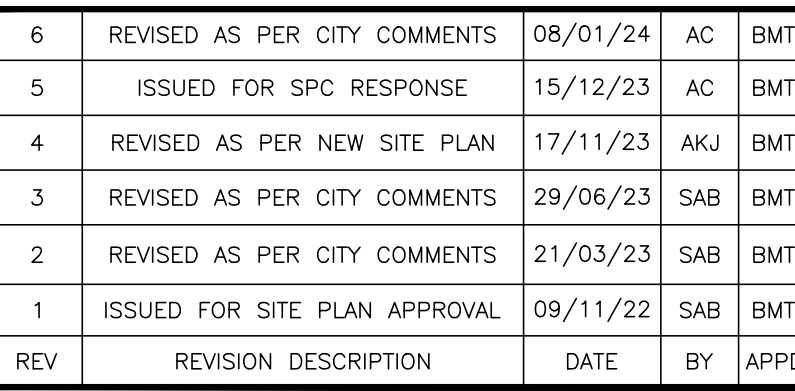 6 REVISED AS PER CITY COMMENTS 08/01/24 AC BMT
5 ISSUED FOR SPC RESPONSE 15/12/23 AC BMT
4 REVISED AS PER NEW SITE PLAN 17/11/23 AKJ BMT
3 REVISED AS PER CITY COMMENTS 29/06/23 SAB BMT
2 REVISED AS PER CITY COMMENTS 21/03/23 SAB BMT
1 ISSUED FOR SITE PLAN APPROVAL 09/11/22 SAB BMT
REV REVISION DESCRIPTION DATE BY APPD